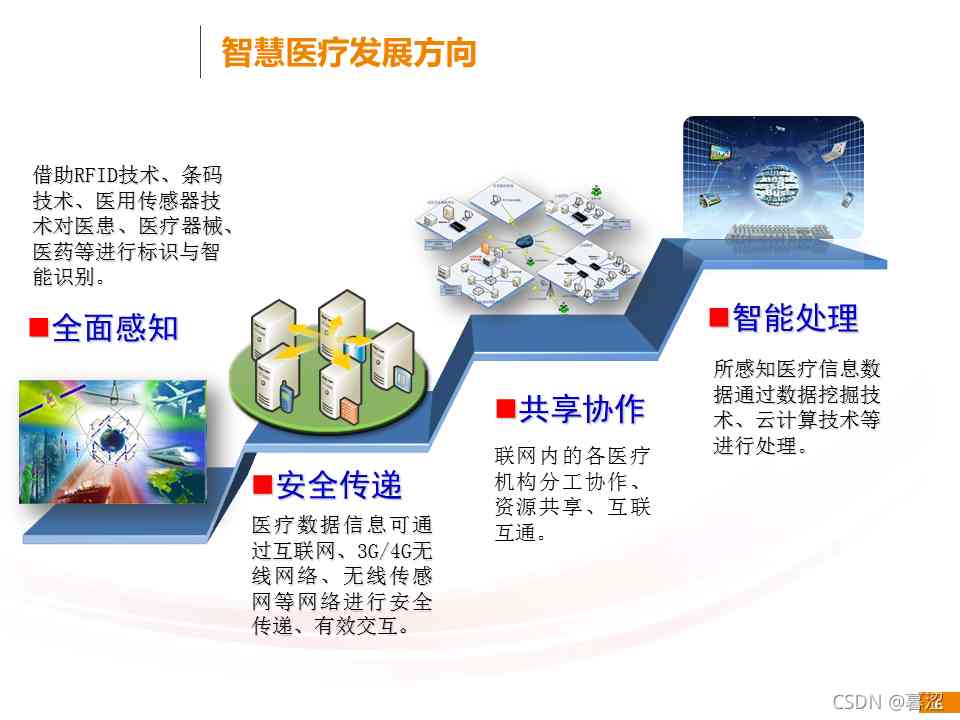 智慧医疗发展方向
借助RFID技术、条码
技术、医用传感器技
术对医患、医疗器械、
医药等进行标识与智
能识别。
全面感知
安全传递
医疗数据信息可通
过互联网、3G/4G无
线网络、无线传感
网等网络进行安全
传递、有效交互。
共享协作
联网内的各医疗
机构分工协作、
资源共享、互联
互通。
智能处理
所感知医疗信息数
据通过数据挖掘技
术、云计算技术等
进行处理。
CSDN @暮涩